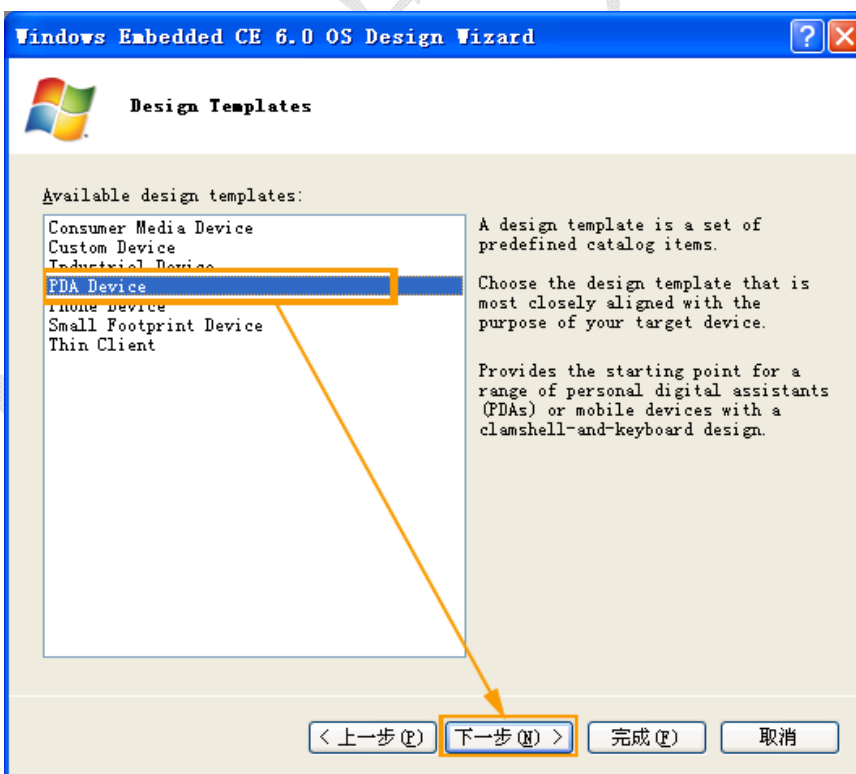 Windows Embedded CE 6.0 OS Design Wizard
Design Templates
Available design templates:
Consumer Media Device
Custom Device
Industrial Device
PDA Device
Phone Device
Small Footprint Device
Thin Client
A design template is a set of
predefined catalog items.
Choose the design template that is
most closely aligned with the
purpose of your target device.
Provides the starting point for a
range of personal digital assistants
(PDAs) or mobile devices with a
clamshell-and-keyboard design.
< 上一步(P)
下一步(N) >
完成(F)
取消